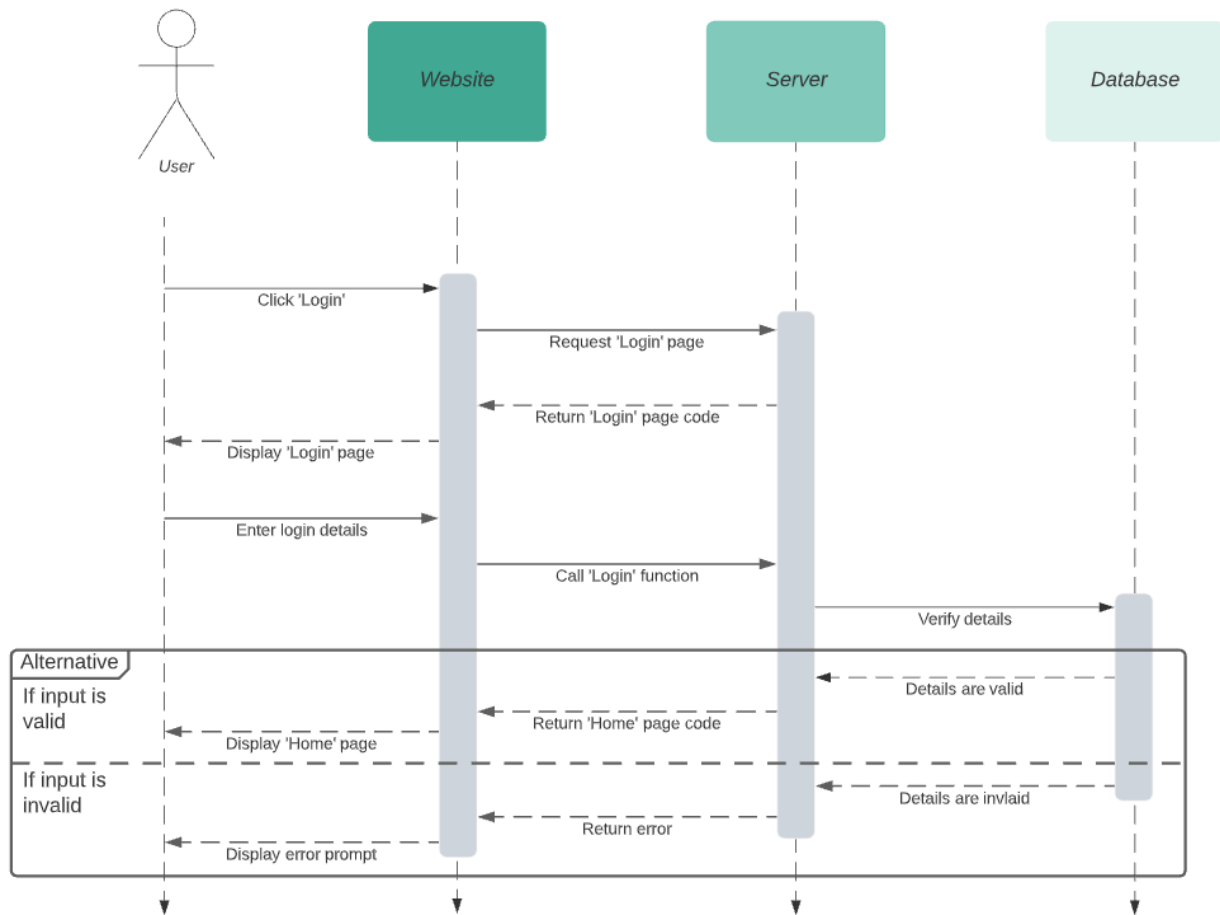 User
Website
Server
Database
Click 'Login'
Request 'Login' page
Return 'Login' page code
Display 'Login' page
Enter login details
Call 'Login' function
Verify details
Alternative
If input is
valid
Details are valid
Return 'Home' page code
Display 'Home' page
If input is
invalid
Details are invlaid
Return error
Display error prompt